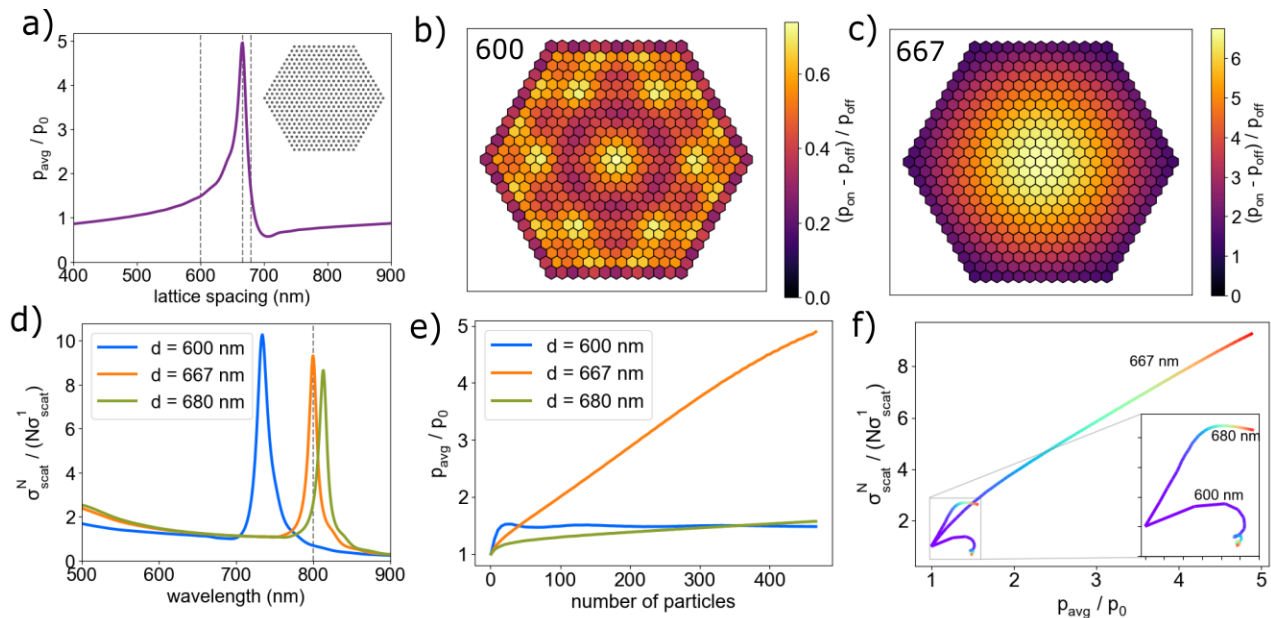 a)
p_avg / p_0
5
4
3
2
1
0
400 500 600 700 800 900
lattice spacing (nm)
b)
600
0.6
0.4
0.2
0.0
(p_on - p_off) / p_off
c)
667
6
5
4
3
2
1
0
(p_on - p_off) / p_off
d)
σ^N_scat / (Nσ^1_scat)
10
8
6
4
2
0
d = 600 nm
d = 667 nm
d = 680 nm
500 600 700 800 900
wavelength (nm)
e)
p_avg / p_0
5
4
3
2
1
d = 600 nm
d = 667 nm
d = 680 nm
0 100 200 300 400
number of particles
f)
σ^N_scat / (Nσ^1_scat)
8
6
4
2
667 nm
680 nm
600 nm
1 2 3 4 5
p_avg / p_0